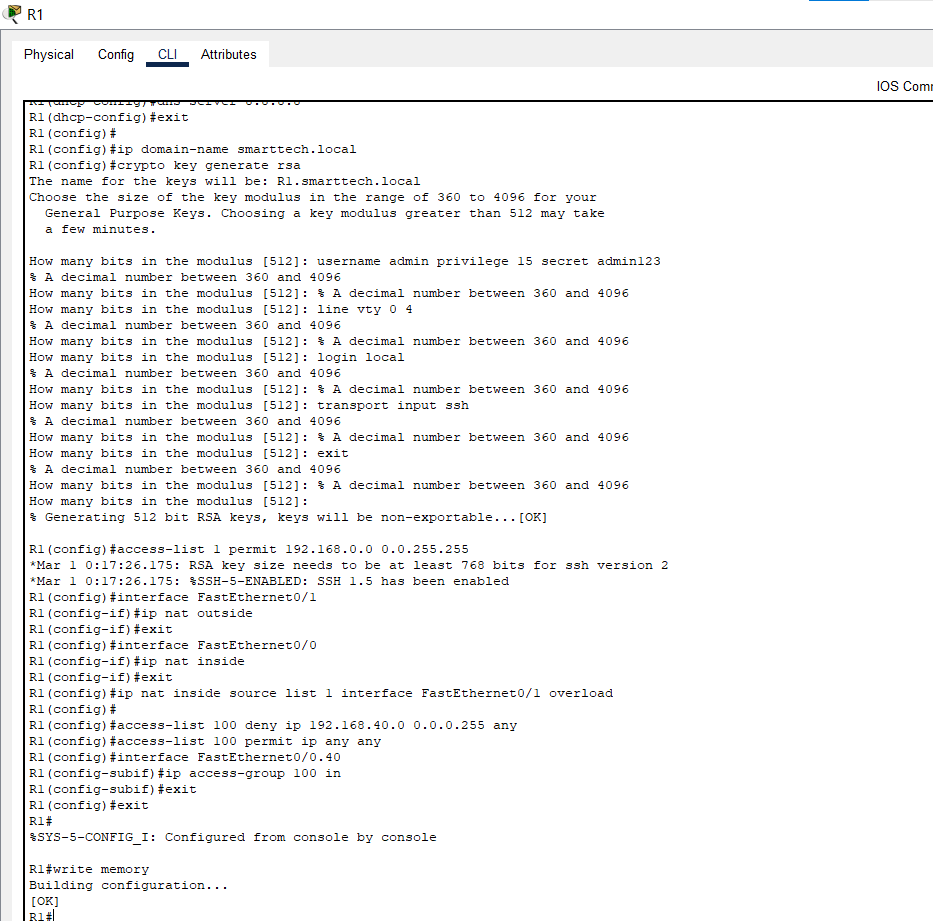 R1
Physical Config CLI Attributes
IOS Com
R1(dhcp-config)#dns-server 0.0.0.0
R1(dhcp-config)#exit
R1(config)#
R1(config)#ip domain-name smarttech.local
R1(config)#crypto key generate rsa
The name for the keys will be: R1.smarttech.local
Choose the size of the key modulus in the range of 360 to 4096 for your
  General Purpose Keys. Choosing a key modulus greater than 512 may take
  a few minutes.

How many bits in the modulus [512]: username admin privilege 15 secret admin123
% A decimal number between 360 and 4096
How many bits in the modulus [512]: % A decimal number between 360 and 4096
How many bits in the modulus [512]: line vty 0 4
% A decimal number between 360 and 4096
How many bits in the modulus [512]: % A decimal number between 360 and 4096
How many bits in the modulus [512]: login local
% A decimal number between 360 and 4096
How many bits in the modulus [512]: % A decimal number between 360 and 4096
How many bits in the modulus [512]: transport input ssh
% A decimal number between 360 and 4096
How many bits in the modulus [512]: % A decimal number between 360 and 4096
How many bits in the modulus [512]: exit
% A decimal number between 360 and 4096
How many bits in the modulus [512]: % A decimal number between 360 and 4096
How many bits in the modulus [512]:
% Generating 512 bit RSA keys, keys will be non-exportable...[OK]

R1(config)#access-list 1 permit 192.168.0.0 0.0.255.255
*Mar 1 0:17:26.175: RSA key size needs to be at least 768 bits for ssh version 2
*Mar 1 0:17:26.175: %SSH-5-ENABLED: SSH 1.5 has been enabled
R1(config)#interface FastEthernet0/1
R1(config-if)#ip nat outside
R1(config-if)#exit
R1(config)#interface FastEthernet0/0
R1(config-if)#ip nat inside
R1(config-if)#exit
R1(config)#ip nat inside source list 1 interface FastEthernet0/1 overload
R1(config)#
R1(config)#access-list 100 deny ip 192.168.40.0 0.0.0.255 any
R1(config)#access-list 100 permit ip any any
R1(config)#interface FastEthernet0/0.40
R1(config-subif)#ip access-group 100 in
R1(config-subif)#exit
R1(config)#exit
R1#
%SYS-5-CONFIG_I: Configured from console by console

R1#write memory
Building configuration...
[OK]
R1#